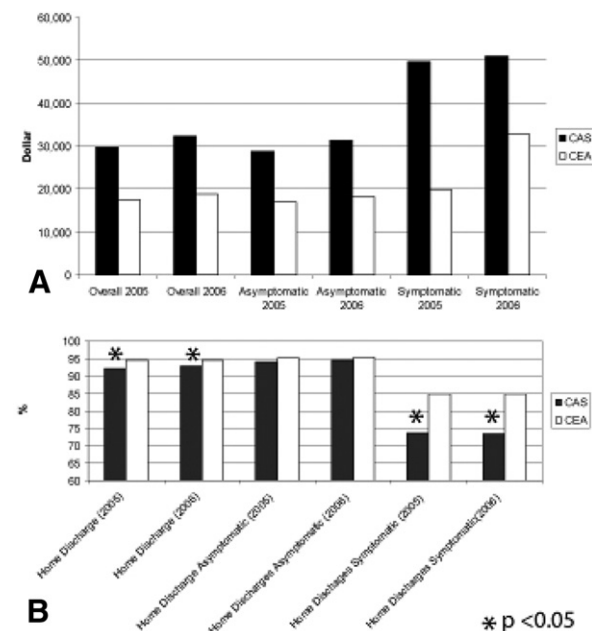 60,000
50,000
40,000
30,000
20,000
10,000
0
Dollar
CAS
CEA
Overall 2005
Overall 2006
Asymptomatic 2005
Asymptomatic 2006
Symptomatic 2005
Symptomatic 2006
A
100
95
90
85
80
75
70
65
60
%
*
*
*
*
CAS
CEA
Home Discharge (2005)
Home Discharge (2006)
Home Discharge Asymptomatic (2005)
Home Discharges Asymptomatic (2006)
Home Dischages Symptomatic (2005)
Home Discharges Symptomatic(2006)
B
* p <0.05